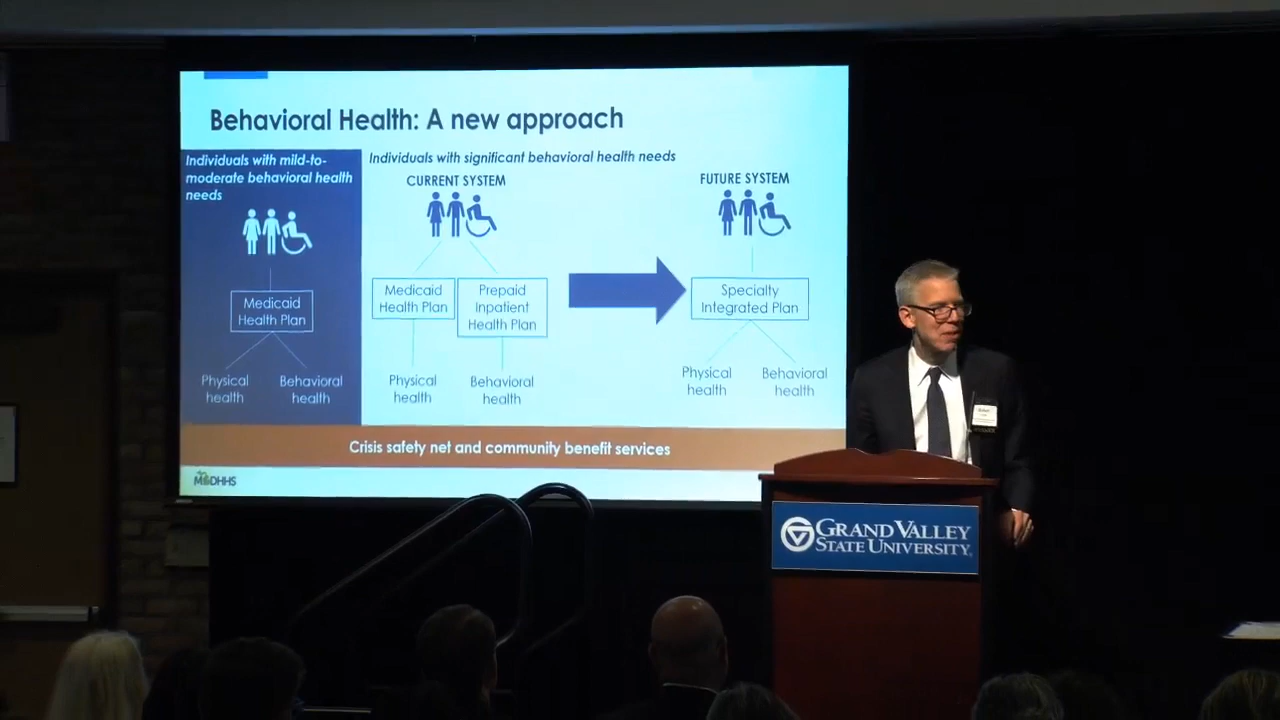 Behavioral Health: A new approach
Individuals with mild-to-
moderate behavioral health
needs
Medicaid
Health Plan
Physical
health
Behavioral
health
Individuals with significant behavioral health needs
CURRENT SYSTEM
Medicaid
Health Plan
Prepaid
Inpatient
Health Plan
Physical
health
Behavioral
health
FUTURE SYSTEM
Specialty
Integrated Plan
Physical
health
Behavioral
health
Crisis safety net and community benefit services
MDHHS
GRAND VALLEY
STATE UNIVERSITY